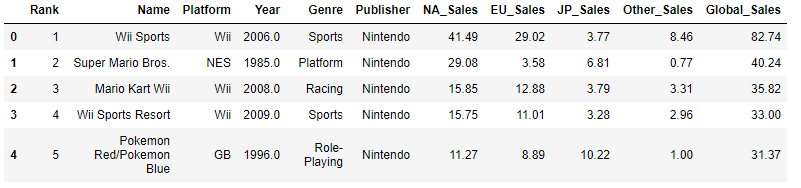 Rank Name Platform Year Genre Publisher NA_Sales EU_Sales JP_Sales Other_Sales Global_Sales
0 1 Wii Sports Wii 2006.0 Sports Nintendo 41.49 29.02 3.77 8.46 82.74
1 2 Super Mario Bros. NES 1985.0 Platform Nintendo 29.08 3.58 6.81 0.77 40.24
2 3 Mario Kart Wii Wii 2008.0 Racing Nintendo 15.85 12.88 3.79 3.31 35.82
3 4 Wii Sports Resort Wii 2009.0 Sports Nintendo 15.75 11.01 3.28 2.96 33.00
4 5 Pokemon
Red/Pokemon
Blue GB 1996.0 Role-
Playing Nintendo 11.27 8.89 10.22 1.00 31.37